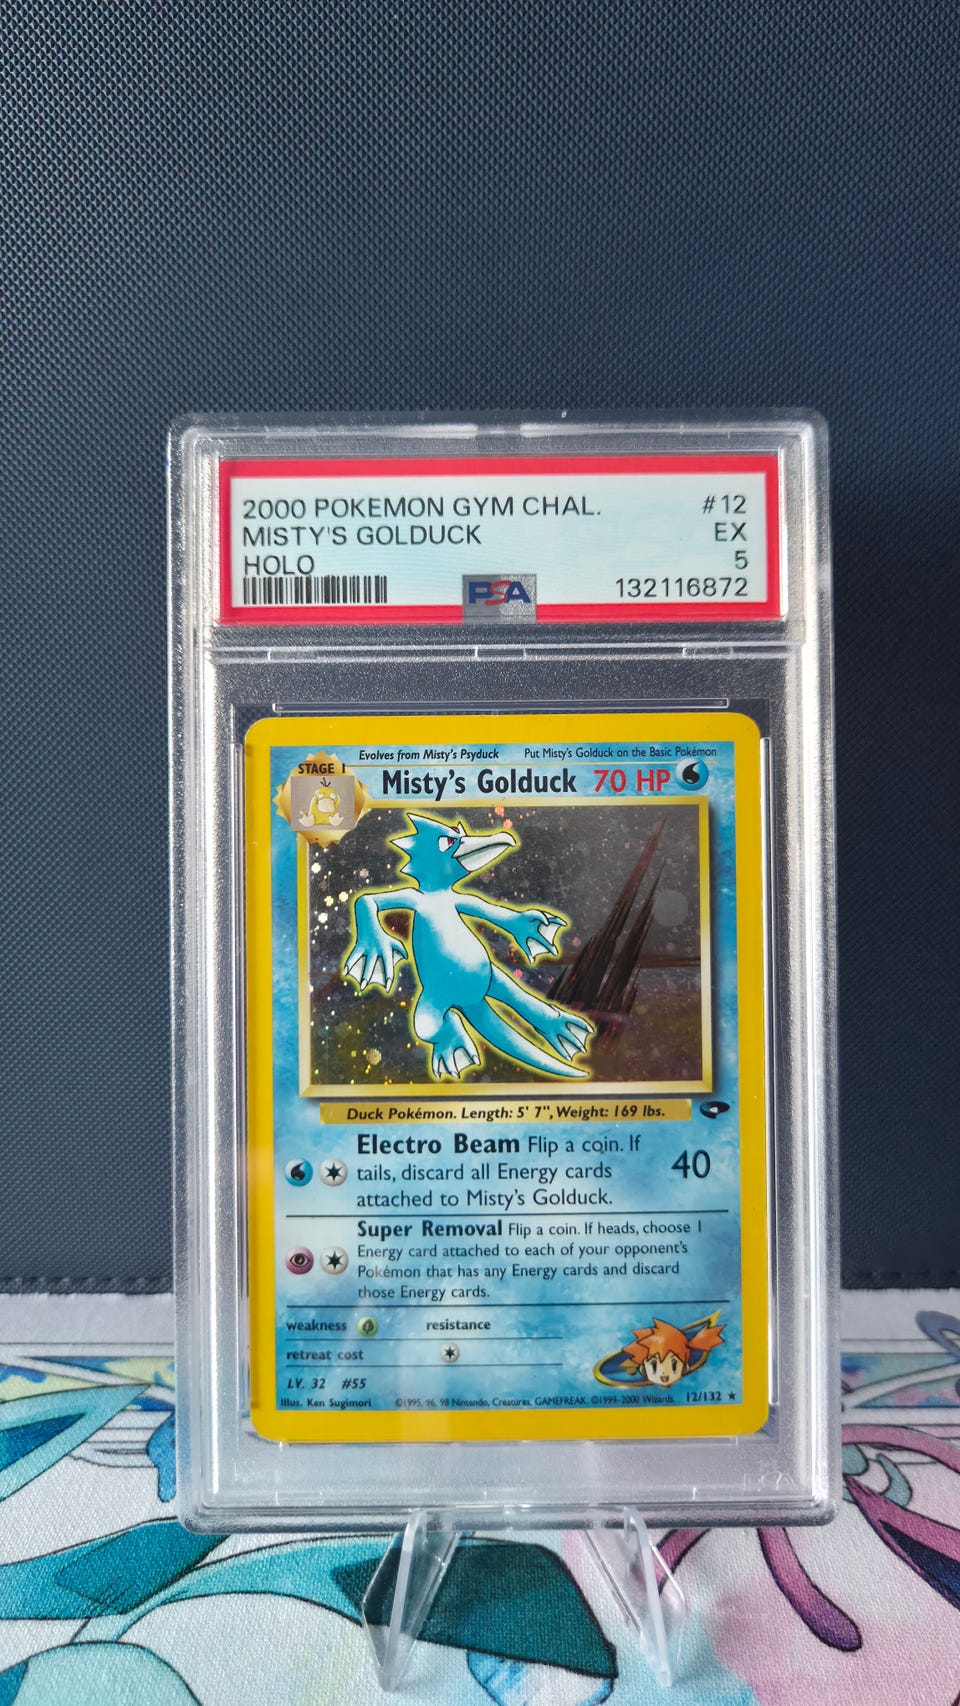 2000 POKEMON GYM CHAL. #12
MISTY'S GOLDUCK EX
HOLO 5
PSA 132116872
Evolves from Misty's Psyduck Put Misty's Golduck on the Basic Pokémon
STAGE 1
Misty's Golduck 70 HP
Duck Pokémon. Length: 5' 7", Weight: 169 lbs.
Electro Beam Flip a coin. If
tails, discard all Energy cards 40
attached to Misty's Golduck.
Super Removal Flip a coin. If heads, choose 1
Energy card attached to each of your opponent's
Pokémon that has any Energy cards and discard
those Energy cards.
weakness resistance
retreat cost
LV. 32 #55
Illus. Ken Sugimori ©1995, 96, 98 Nintendo, Creatures, GAMEFREAK. ©1999-2000 Wizards. 12/132 ★